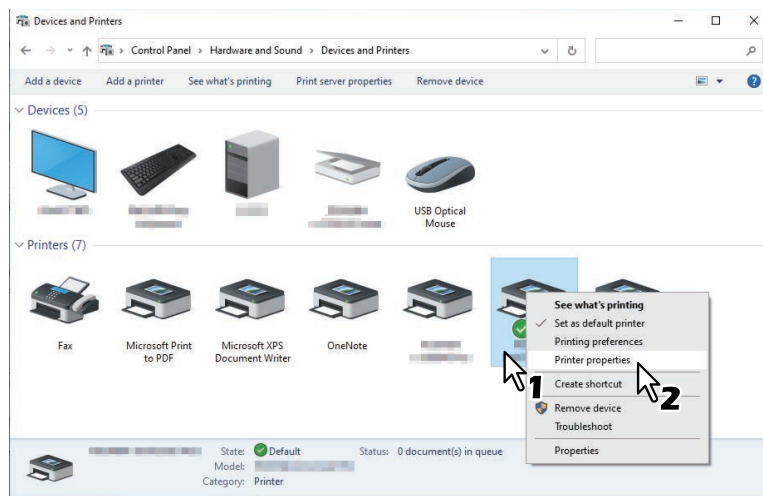 Devices and Printers
Control Panel > Hardware and Sound > Devices and Printers
Add a device Add a printer See what's printing Print server properties Remove device
Devices (5)
USB Optical
Mouse
Printers (7)
Fax
Microsoft Print
to PDF
Microsoft XPS
Document Writer
OneNote
See what's printing
Set as default printer
Printing preferences
Printer properties
Create shortcut
Remove device
Troubleshoot
Properties
1
2
State: Default Status: 0 document(s) in queue
Model:
Category: Printer